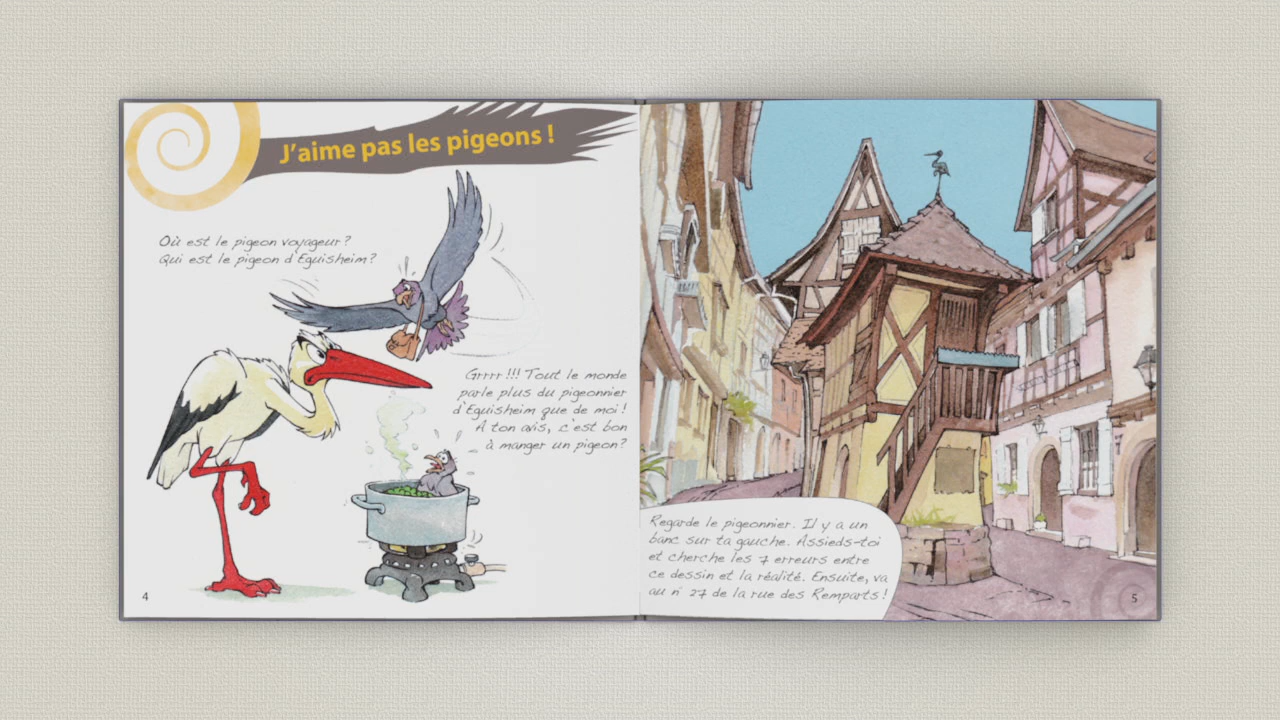 J'aime pas les pigeons !
Où est le pigeon voyageur ?
Qui est le pigeon d'Eguisheim ?
Grrrr !!! Tout le monde
parle plus du pigeonnier
d'Eguisheim que de moi !
A ton avis, c'est bon
à manger un pigeon ?
4
Regarde le pigeonnier. Il y a un
banc sur ta gauche. Assieds-toi
et cherche les 7 erreurs entre
ce dessin et la réalité. Ensuite, va
au n° 27 de la rue des Remparts !
5